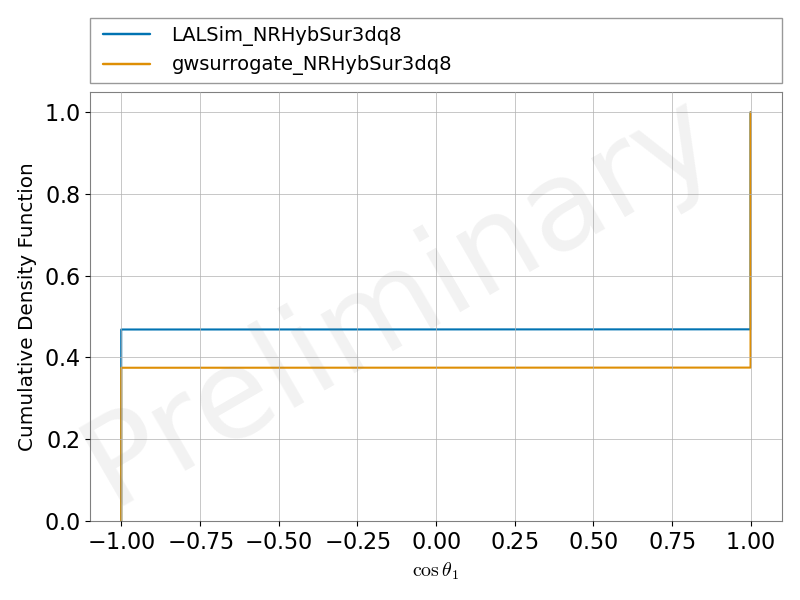 LALSim_NRHybSur3dq8
gwsurrogate_NRHybSur3dq8
Preliminary
Cumulative Density Function
1.0
0.8
0.6
0.4
0.2
0.0
−1.00 −0.75 −0.50 −0.25 0.00 0.25 0.50 0.75 1.00
cos θ₁